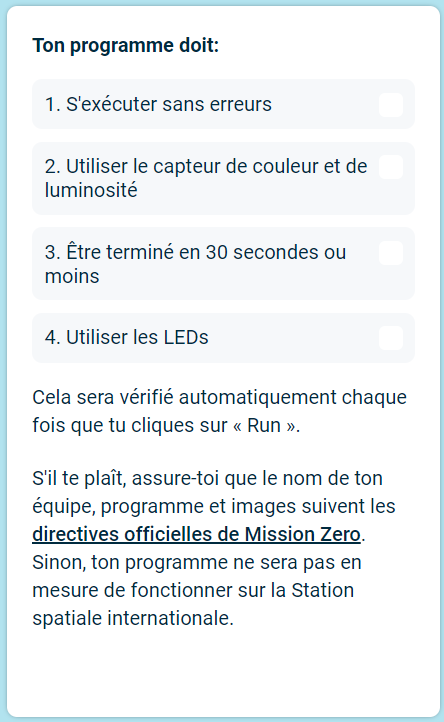 Ton programme doit:
1. S'exécuter sans erreurs
2. Utiliser le capteur de couleur et de
luminosité
3. Être terminé en 30 secondes ou
moins
4. Utiliser les LEDs
Cela sera vérifié automatiquement chaque
fois que tu cliques sur « Run ».
S'il te plaît, assure-toi que le nom de ton
équipe, programme et images suivent les
directives officielles de Mission Zero.
Sinon, ton programme ne sera pas en
mesure de fonctionner sur la Station
spatiale internationale.